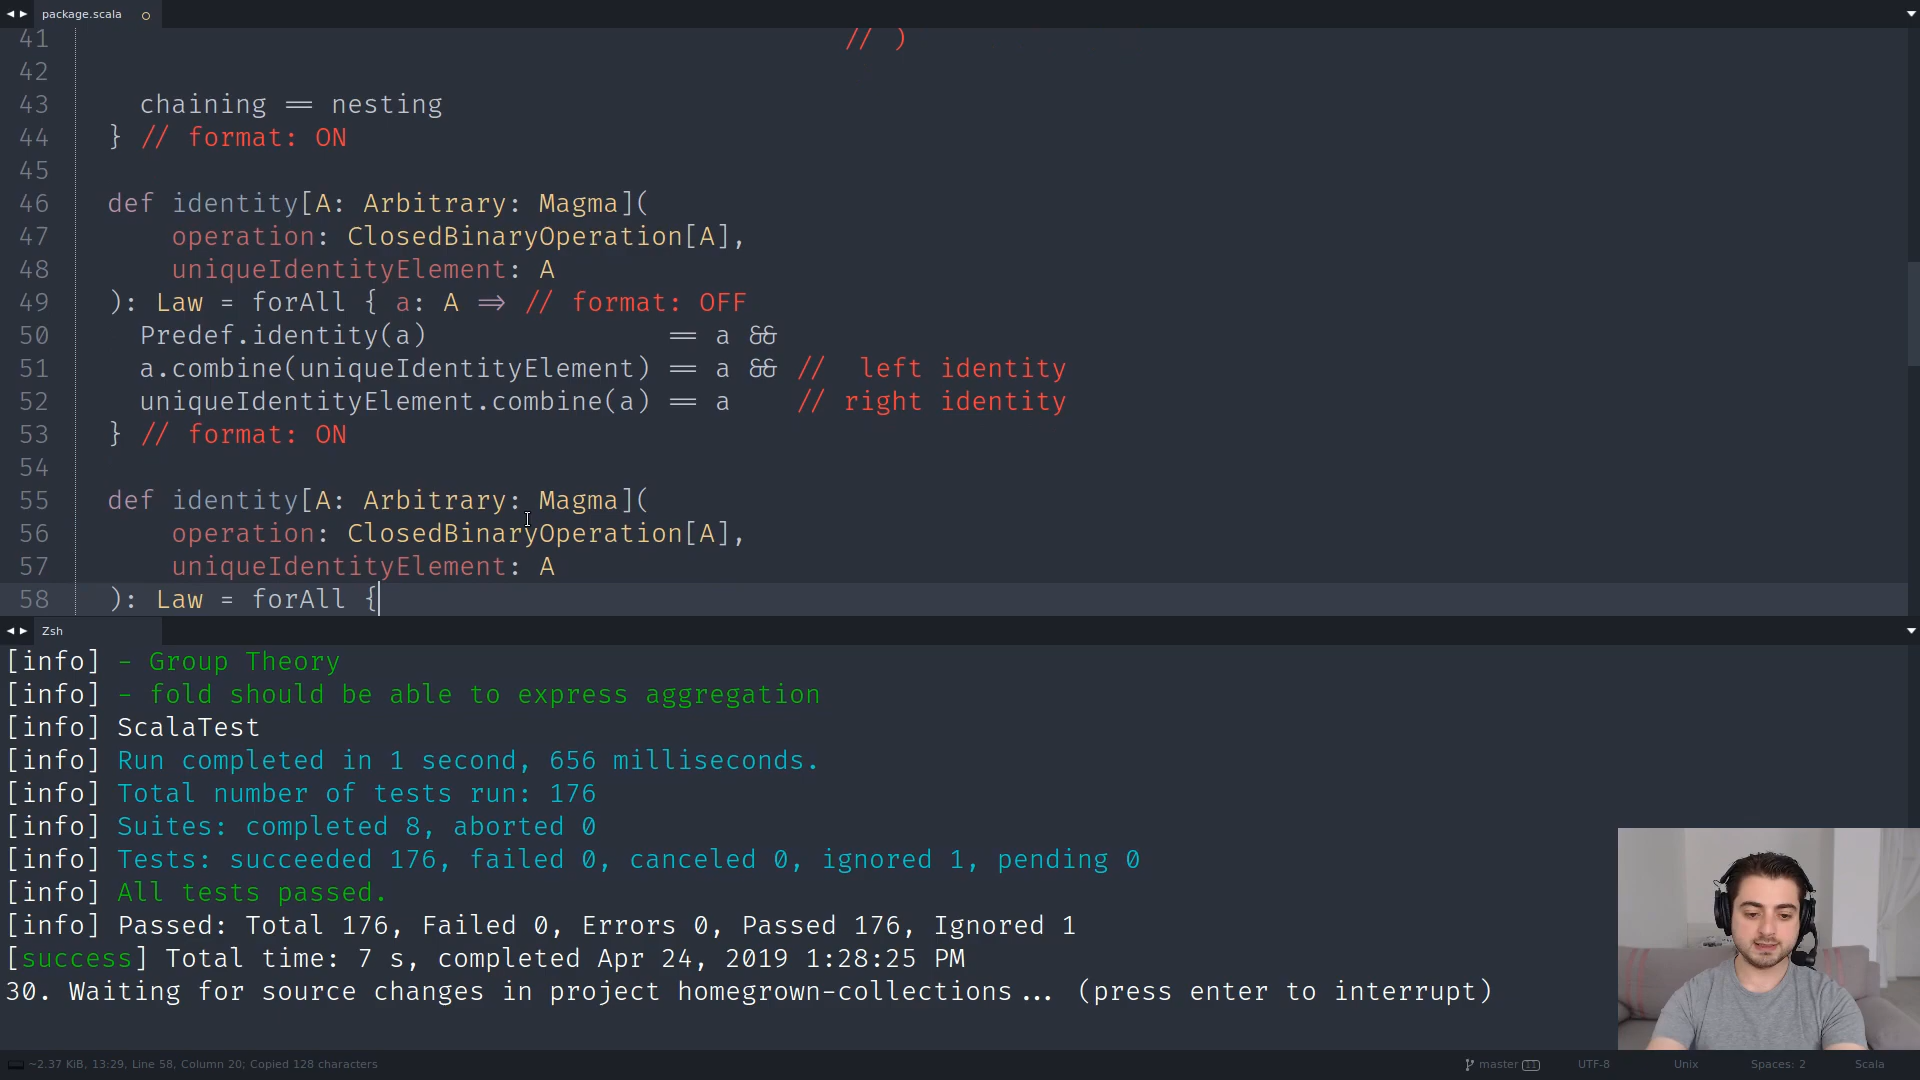 package.scala
41 // )
42
43 chaining == nesting
44 } // format: ON
45
46 def identity[A: Arbitrary: Magma](
47 operation: ClosedBinaryOperation[A],
48 uniqueIdentityElement: A
49 ): Law = forAll { a: A => // format: OFF
50 Predef.identity(a) == a &&
51 a.combine(uniqueIdentityElement) == a && // left identity
52 uniqueIdentityElement.combine(a) == a // right identity
53 } // format: ON
54
55 def identity[A: Arbitrary: Magma](
56 operation: ClosedBinaryOperation[A],
57 uniqueIdentityElement: A
58 ): Law = forAll {
Zsh
[info] - Group Theory
[info] - fold should be able to express aggregation
[info] ScalaTest
[info] Run completed in 1 second, 656 milliseconds.
[info] Total number of tests run: 176
[info] Suites: completed 8, aborted 0
[info] Tests: succeeded 176, failed 0, canceled 0, ignored 1, pending 0
[info] All tests passed.
[info] Passed: Total 176, Failed 0, Errors 0, Passed 176, Ignored 1
[success] Total time: 7 s, completed Apr 24, 2019 1:28:25 PM
30. Waiting for source changes in project homegrown-collections... (press enter to interrupt)
~2.37 KiB, 13:29, Line 58, Column 20; Copied 128 characters master 11 UTF-8 Unix Spaces: 2 Scala